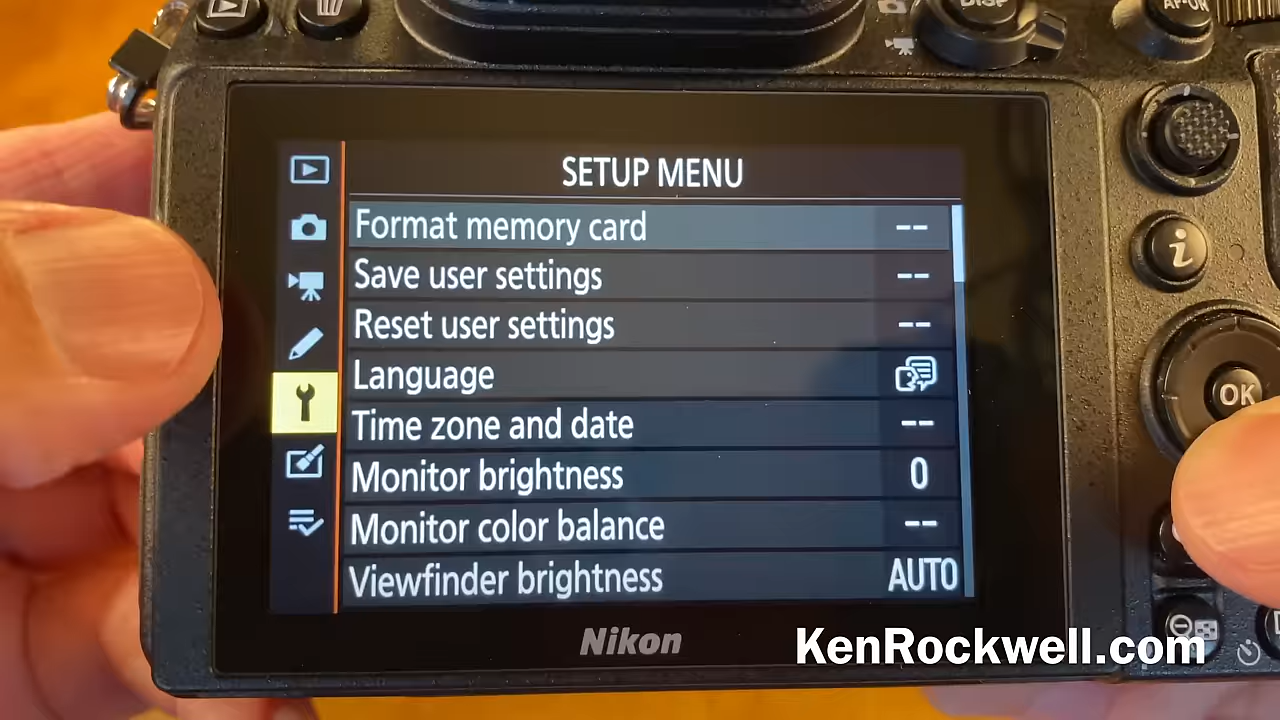 DISP
AF-ON
SETUP MENU
Format memory card --
Save user settings --
Reset user settings --
Language
Time zone and date --
Monitor brightness 0
Monitor color balance --
Viewfinder brightness AUTO
i
OK
Nikon
KenRockwell.com